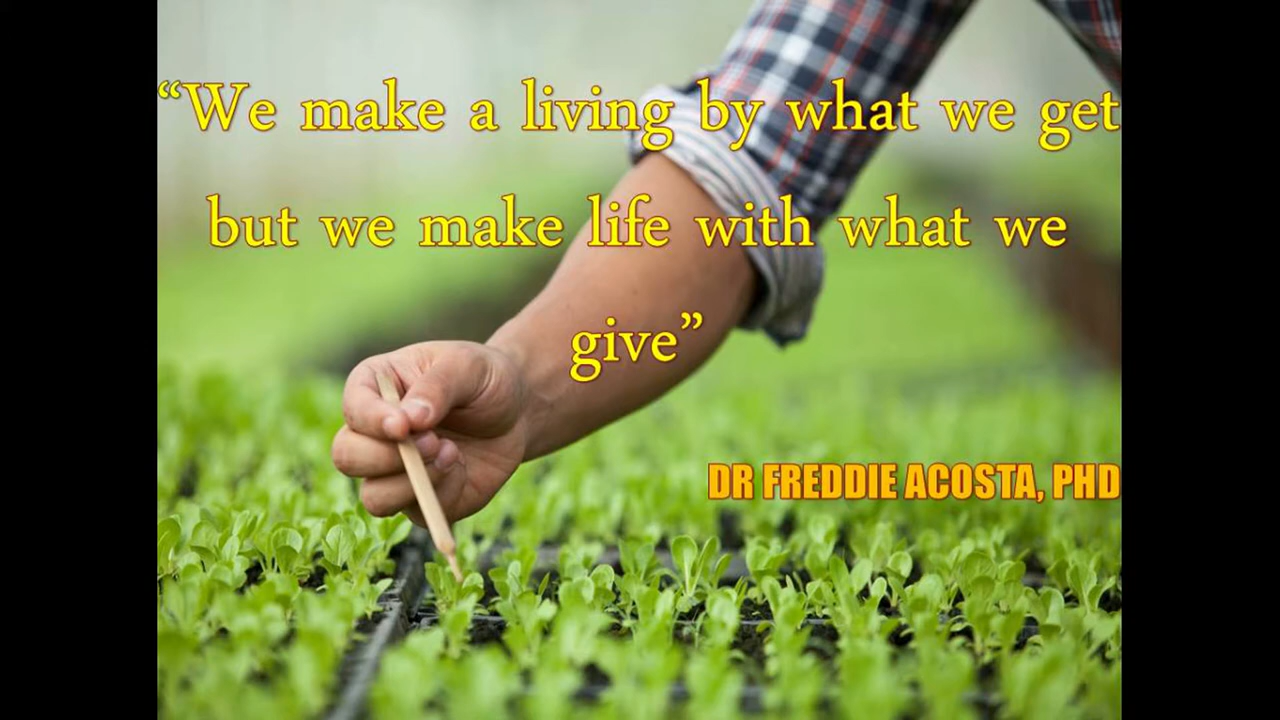 “We make a living by what we get
but we make life with what we
give”
DR FREDDIE ACOSTA, PHD